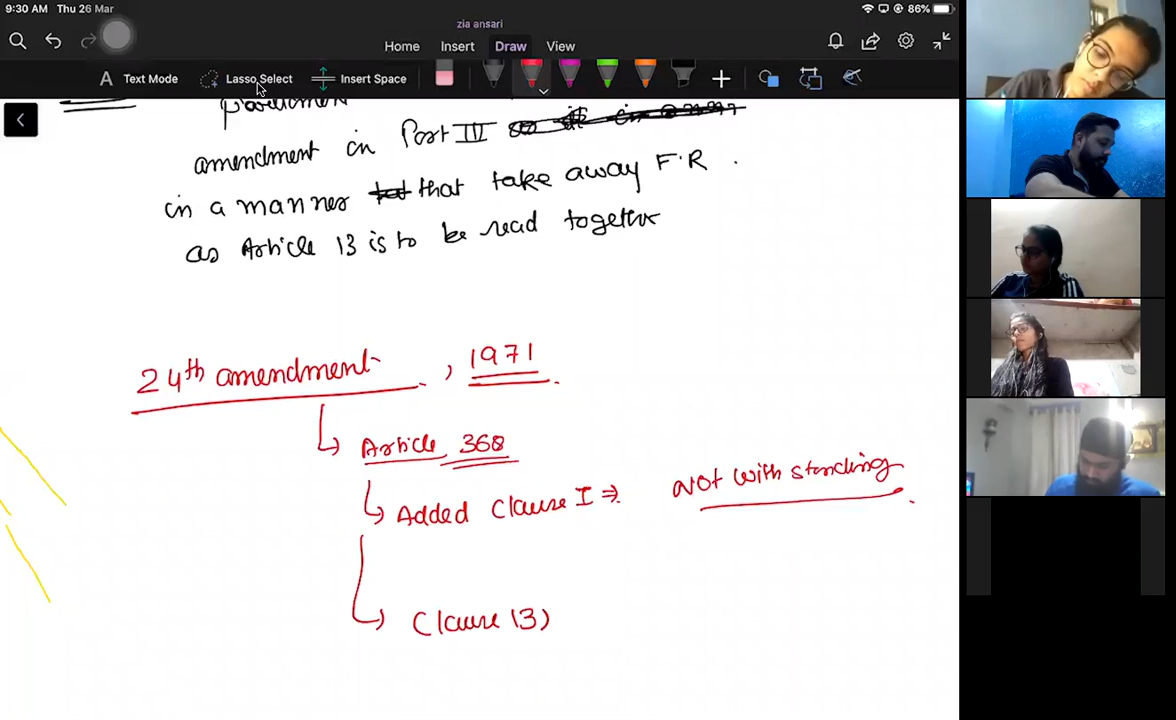 9:30 AM Thu 26 Mar
86%
zia ansari
Home Insert Draw View
A Text Mode Lasso Select Insert Space
parliament
amendment in Part III
in a manner that take away F.R.
as Article 13 is to be read together
24th amendment , 1971
Article 368
Added Clause I ⇒ Not with standing
Clause 13)